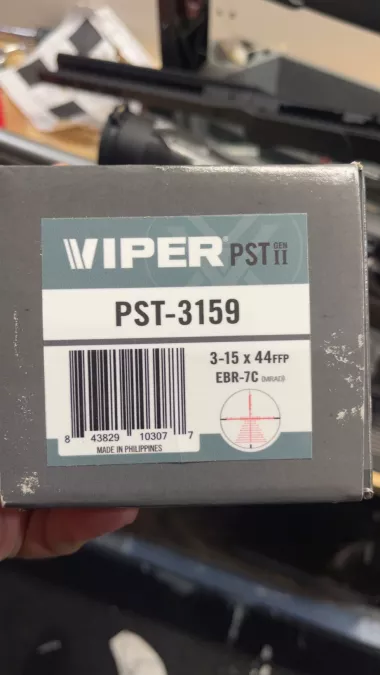 VIPER PST GEN II
PST-3159
3-15 x 44 FFP
EBR-7C (MRAD)
8 43829 10307 7
MADE IN PHILIPPINES